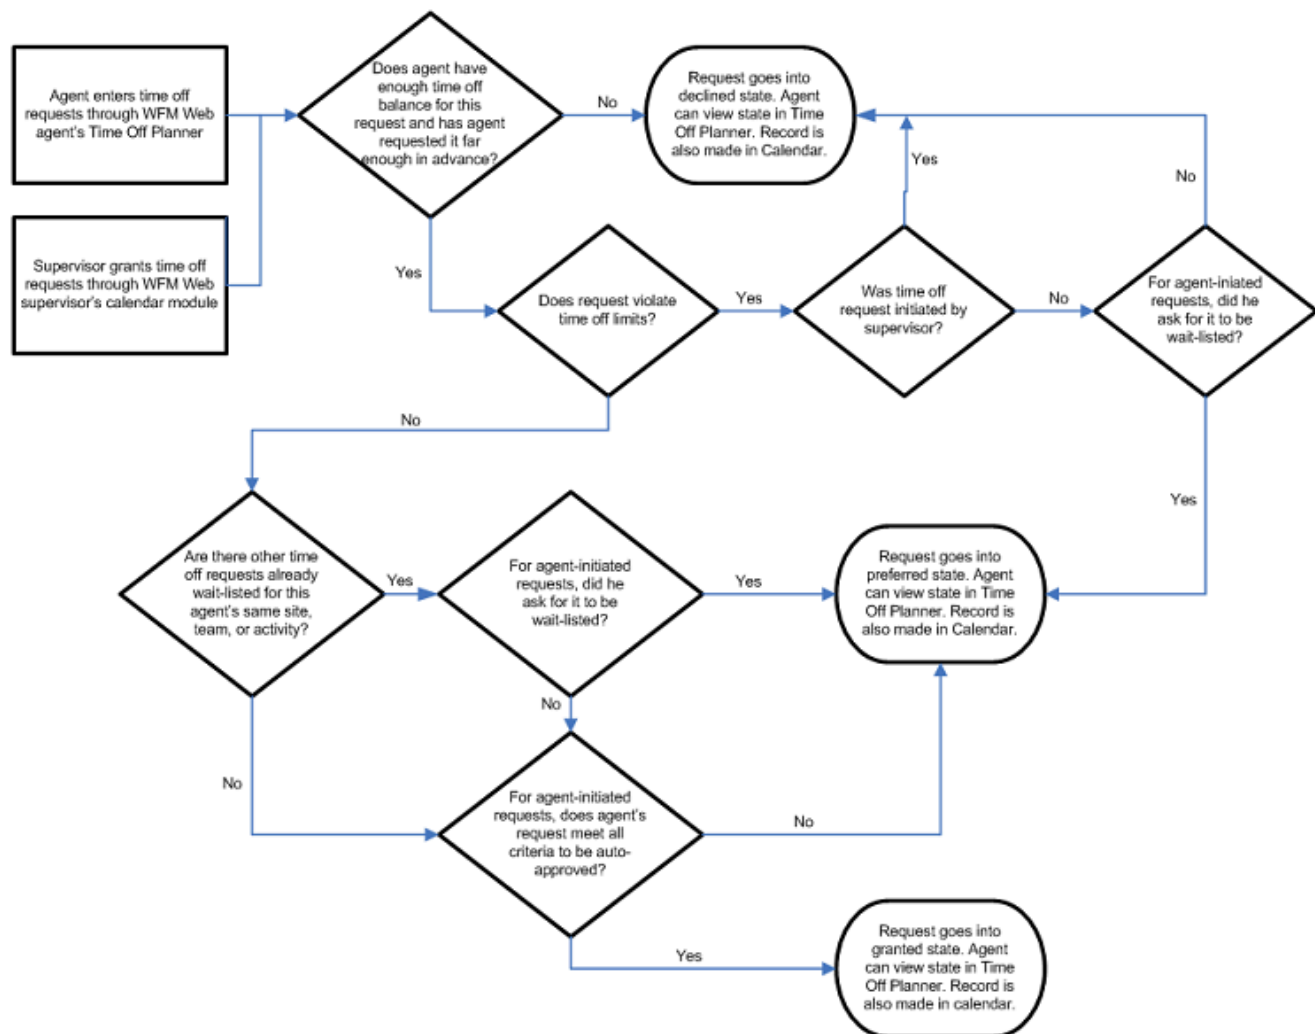 Agent enters time off
requests through WFM Web
agent's Time Off Planner
Does agent have
enough time off
balance for this
request and has agent
requested it far
enough in advance?
No
Request goes into
declined state. Agent
can view state in Time
Off Planner. Record is
also made in Calendar.
Yes
No
Supervisor grants time off
requests through WFM Web
supervisor's calendar module
Yes
Does request violate
time off limits?
Yes
Was time off
request initiated by
supervisor?
No
For agent-iniated
requests, did he
ask for it to be
wait-listed?
No
Yes
Are there other time
off requests already
wait-listed for this
agent's same site,
team, or activity?
Yes
For agent-initiated
requests, did he
ask for it to be
wait-listed?
Yes
Request goes into
preferred state. Agent
can view state in Time
Off Planner. Record is
also made in Calendar.
No
No
For agent-initiated
requests, does agent's
request meet all
criteria to be auto-
approved?
No
Yes
Request goes into
granted state. Agent
can view state in Time
Off Planner. Record is
also made in calendar.